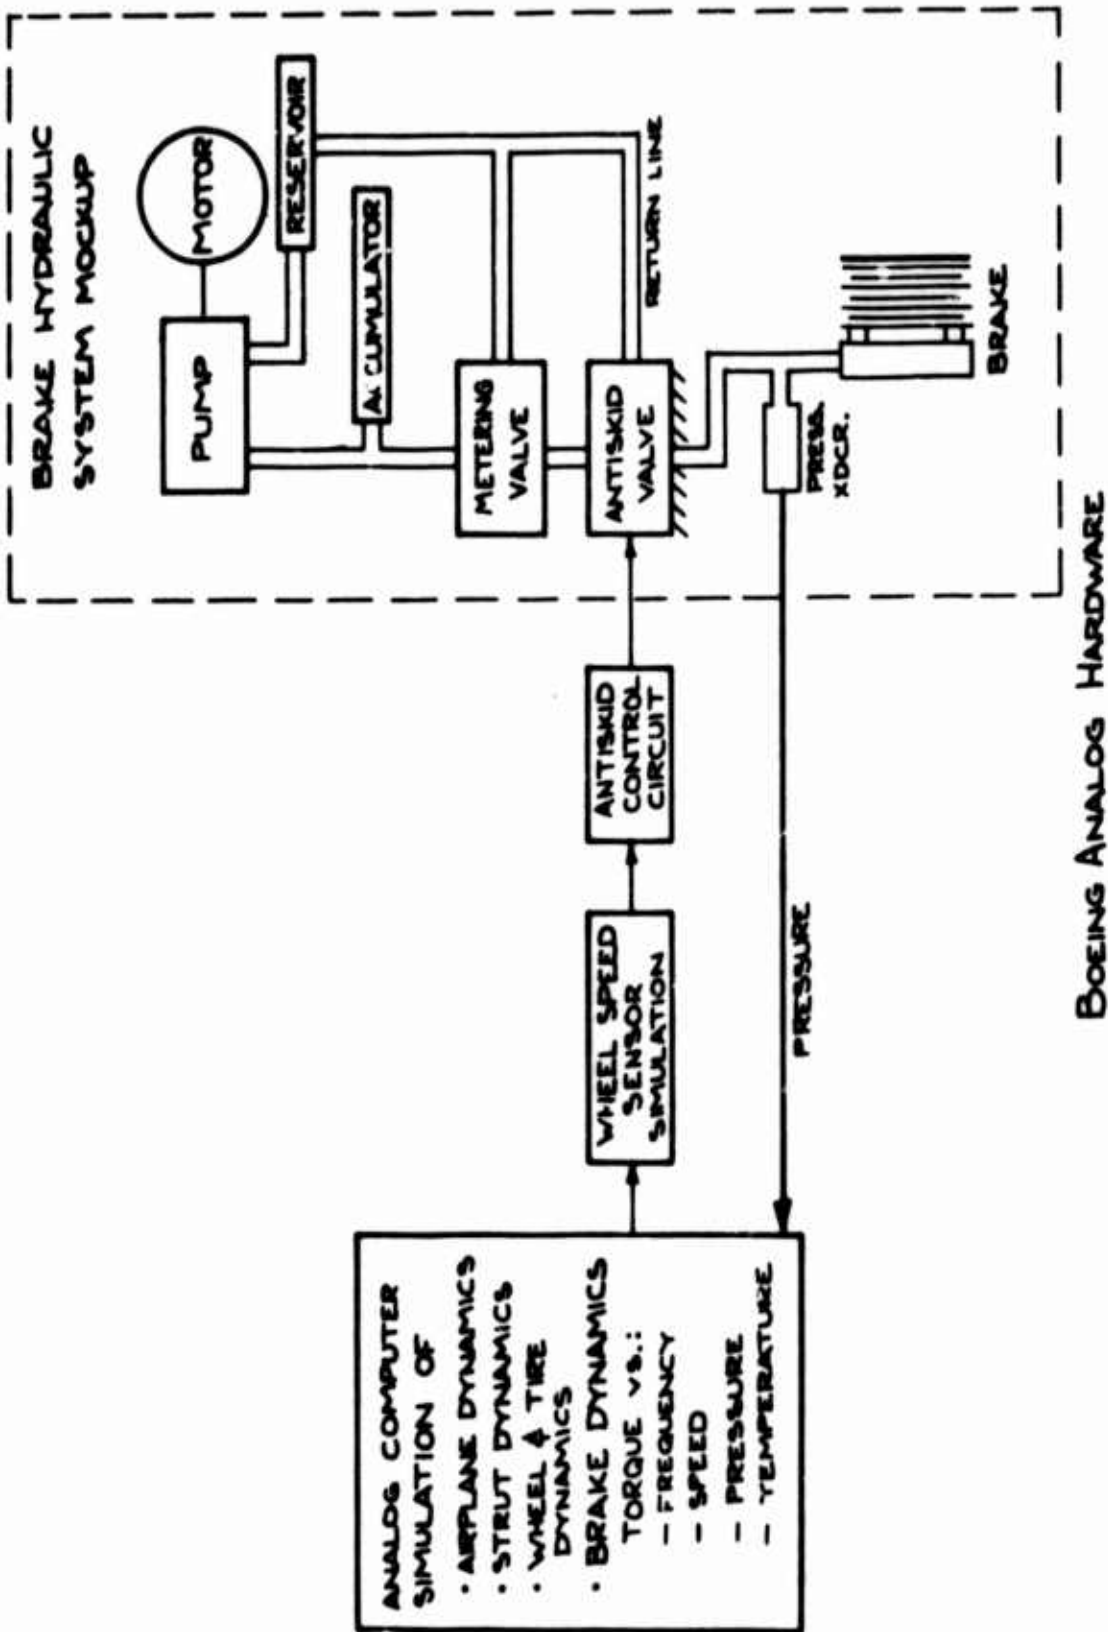 BRAKE HYDRAULIC
SYSTEM MOCKUP
MOTOR
PUMP
RESERVOIR
ACCUMULATOR
METERING
VALVE
ANTISKID
VALVE
RETURN LINE
PRESS.
XDCR.
BRAKE
ANTISKID
CONTROL
CIRCUIT
WHEEL SPEED
SENSOR
SIMULATION
PRESSURE
ANALOG COMPUTER
SIMULATION OF
· AIRPLANE DYNAMICS
· STRUT DYNAMICS
· WHEEL & TIRE
DYNAMICS
· BRAKE DYNAMICS
TORQUE VS.:
– FREQUENCY
– SPEED
– PRESSURE
– TEMPERATURE
BOEING ANALOG HARDWARE